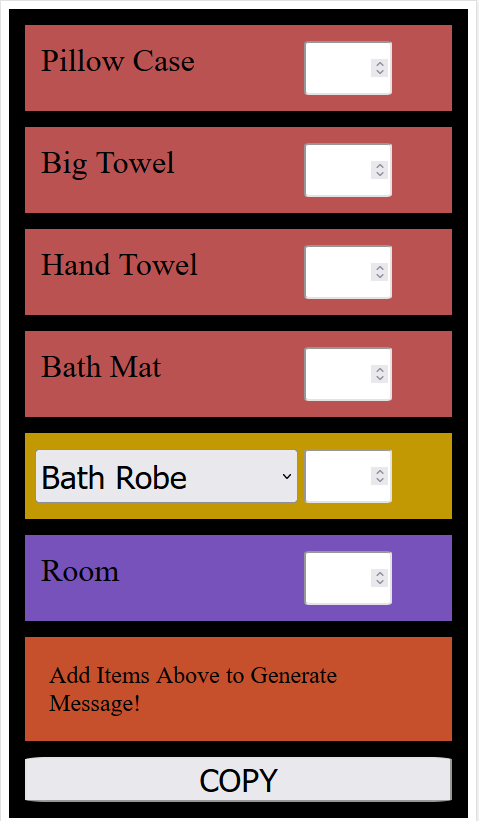 Pillow Case
Big Towel
Hand Towel
Bath Mat
Bath Robe
Room
Add Items Above to Generate
Message!
COPY